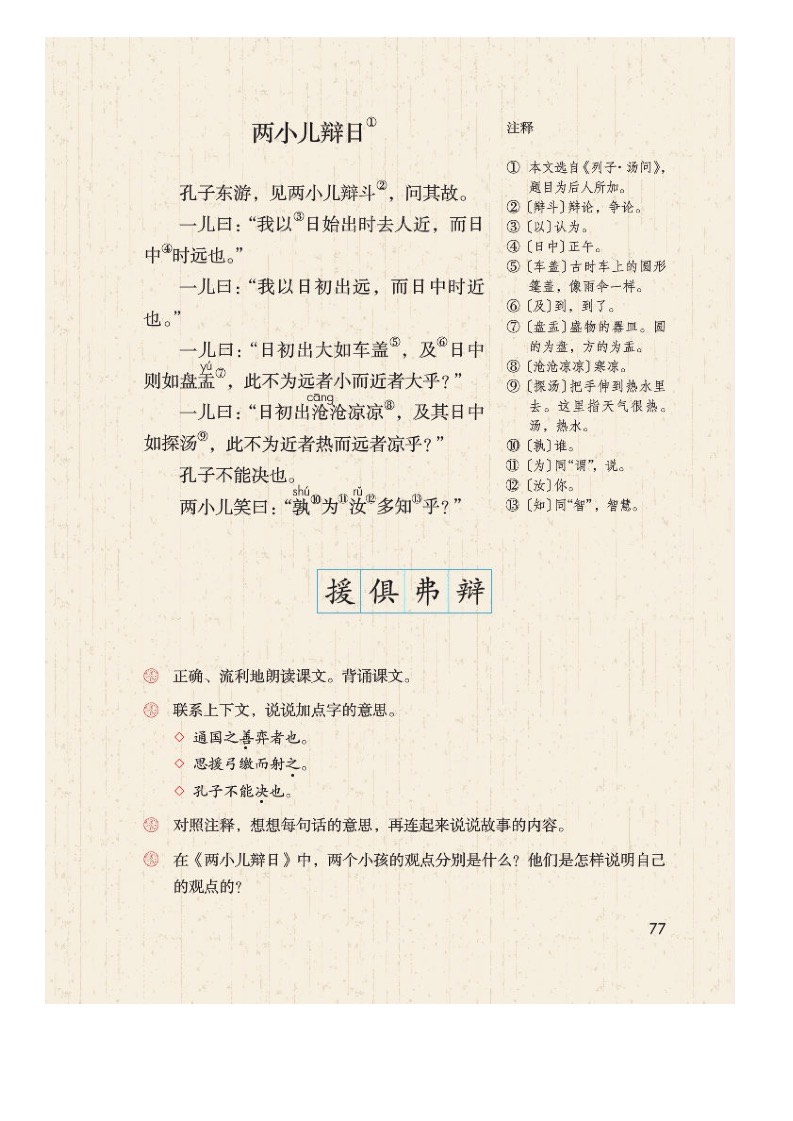 两小儿辩日①
孔子东游，见两小儿辩斗②，问其故。
一儿曰：“我以③日始出时去人近，而日
中④时远也。”
一儿曰：“我以日初出远，而日中时近
也。”
一儿曰：“日初出大如车盖⑤，及⑥日中
yú
则如盘盂⑦，此不为远者小而近者大乎？”
cāng
一儿曰：“日初出沧沧凉凉⑧，及其日中
如探汤⑨，此不为近者热而远者凉乎？”
孔子不能决也。
shú rǔ
两小儿笑曰：“孰⑩为⑪汝⑫多知⑬乎？”
注释
① 本文选自《列子·汤问》，
题目为后人所加。
②〔辩斗〕辩论，争论。
③〔以〕认为。
④〔日中〕正午。
⑤〔车盖〕古时车上的圆形
篷盖，像雨伞一样。
⑥〔及〕到，到了。
⑦〔盘盂〕盛物的器皿。圆
的为盘，方的为盂。
⑧〔沧沧凉凉〕寒凉。
⑨〔探汤〕把手伸到热水里
去。这里指天气很热。
汤，热水。
⑩〔孰〕谁。
⑪〔为〕同“谓”，说。
⑫〔汝〕你。
⑬〔知〕同“智”，智慧。
援俱弗辩
正确、流利地朗读课文。背诵课文。
联系上下文，说说加点字的意思。
◇ 通国之善弈者也。
◇ 思援弓缴而射之。
◇ 孔子不能决也。
对照注释，想想每句话的意思，再连起来说说故事的内容。
在《两小儿辩日》中，两个小孩的观点分别是什么？他们是怎样说明自己
的观点的？
77